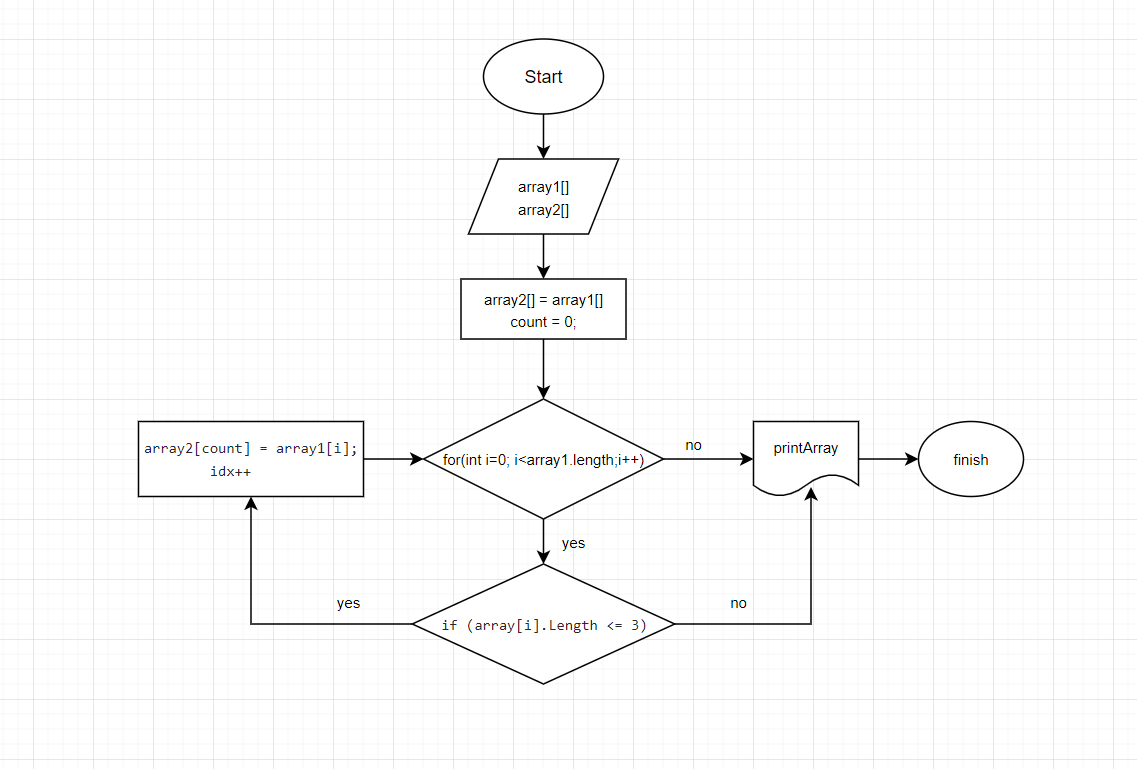 Start
array1[]
array2[]
array2[] = array1[]
count = 0;
array2[count] = array1[i];
idx++
for(int i=0; i<array1.length;i++)
no
printArray
finish
yes
yes
if (array[i].Length <= 3)
no